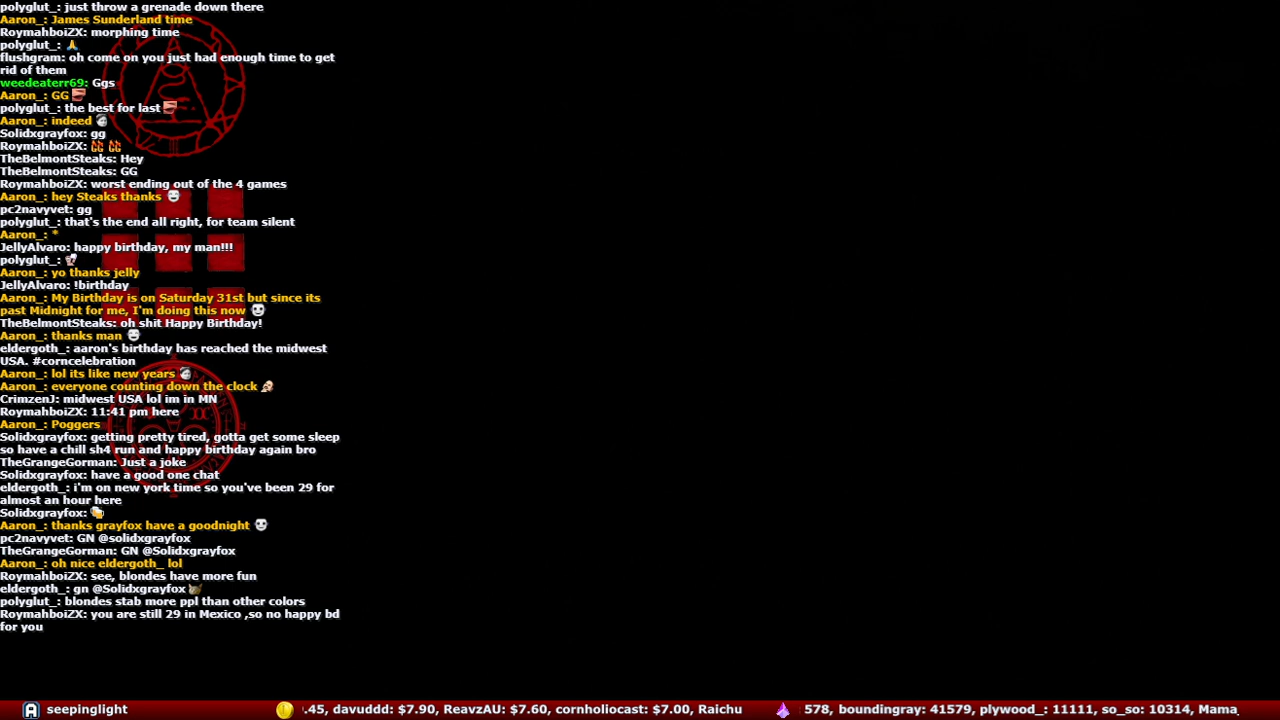 polyglut_: just throw a grenade down there
Aaron_: James Sunderland time
RoymahboiZX: morphing time
polyglut_:
flushgram: oh come on you just had enough time to get
rid of them
weedeaterr69: Ggs
Aaron_: GG
polyglut_: the best for last
Aaron_: indeed
Solidxgrayfox: gg
RoymahboiZX:
TheBelmontSteaks: Hey
TheBelmontSteaks: GG
RoymahboiZX: worst ending out of the 4 games
Aaron_: hey Steaks thanks
pc2navyvet: gg
polyglut_: that's the end all right, for team silent
Aaron_: *
JellyAlvaro: happy birthday, my man!!!
polyglut_:
Aaron_: yo thanks jelly
JellyAlvaro: !birthday
Aaron_: My Birthday is on Saturday 31st but since its
past Midnight for me, I'm doing this now
TheBelmontSteaks: oh shit Happy Birthday!
Aaron_: thanks man
eldergoth_: aaron's birthday has reached the midwest
USA. #corncelebration
Aaron_: lol its like new years
Aaron_: everyone counting down the clock
CrimzenJ: midwest USA lol im in MN
RoymahboiZX: 11:41 pm here
Aaron_: Poggers
Solidxgrayfox: getting pretty tired, gotta get some sleep
so have a chill sh4 run and happy birthday again bro
TheGrangeGorman: Just a joke
Solidxgrayfox: have a good one chat
eldergoth_: i'm on new york time so you've been 29 for
almost an hour here
Solidxgrayfox:
Aaron_: thanks grayfox have a goodnight
pc2navyvet: GN @solidxgrayfox
TheGrangeGorman: GN @Solidxgrayfox
Aaron_: oh nice eldergoth_ lol
RoymahboiZX: see, blondes have more fun
eldergoth_: gn @Solidxgrayfox
polyglut_: blondes stab more ppl than other colors
RoymahboiZX: you are still 29 in Mexico ,so no happy bd
for you
seepinglight .45, davuddd: $7.90, ReavzAU: $7.60, cornholiocast: $7.00, Raichu 578, boundingray: 41579, plywood_: 11111, so_so: 10314, Mama_